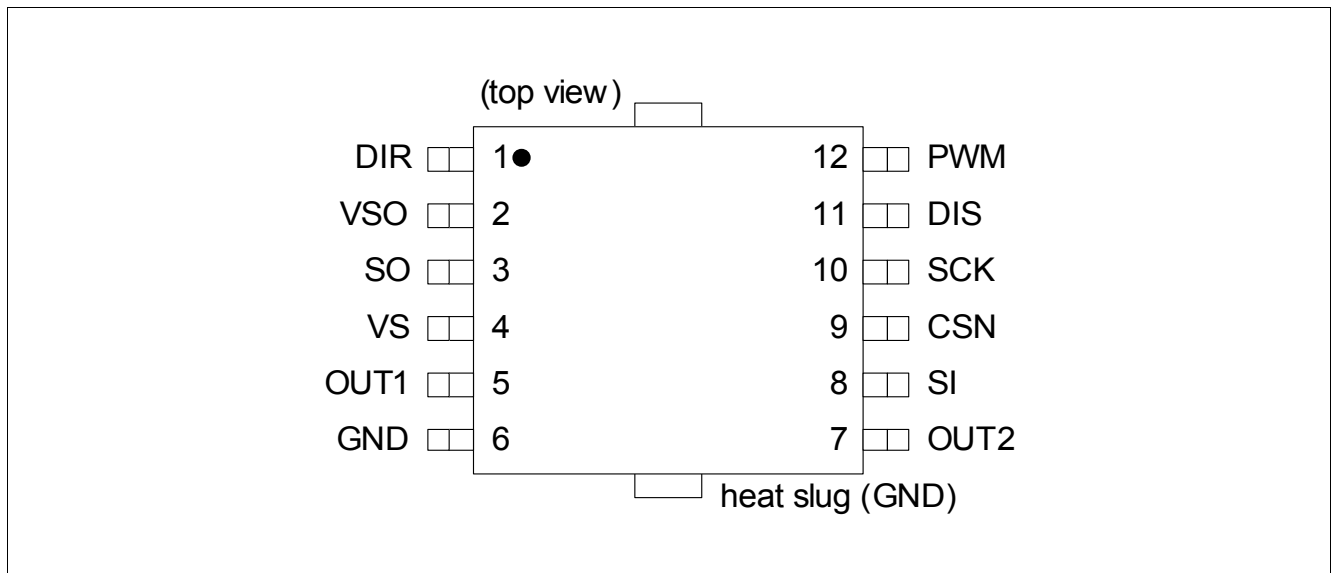 (top view)
DIR 1 12 PWM
VSO 2 11 DIS
SO 3 10 SCK
VS 4 9 CSN
OUT1 5 8 SI
GND 6 7 OUT2
heat slug (GND)